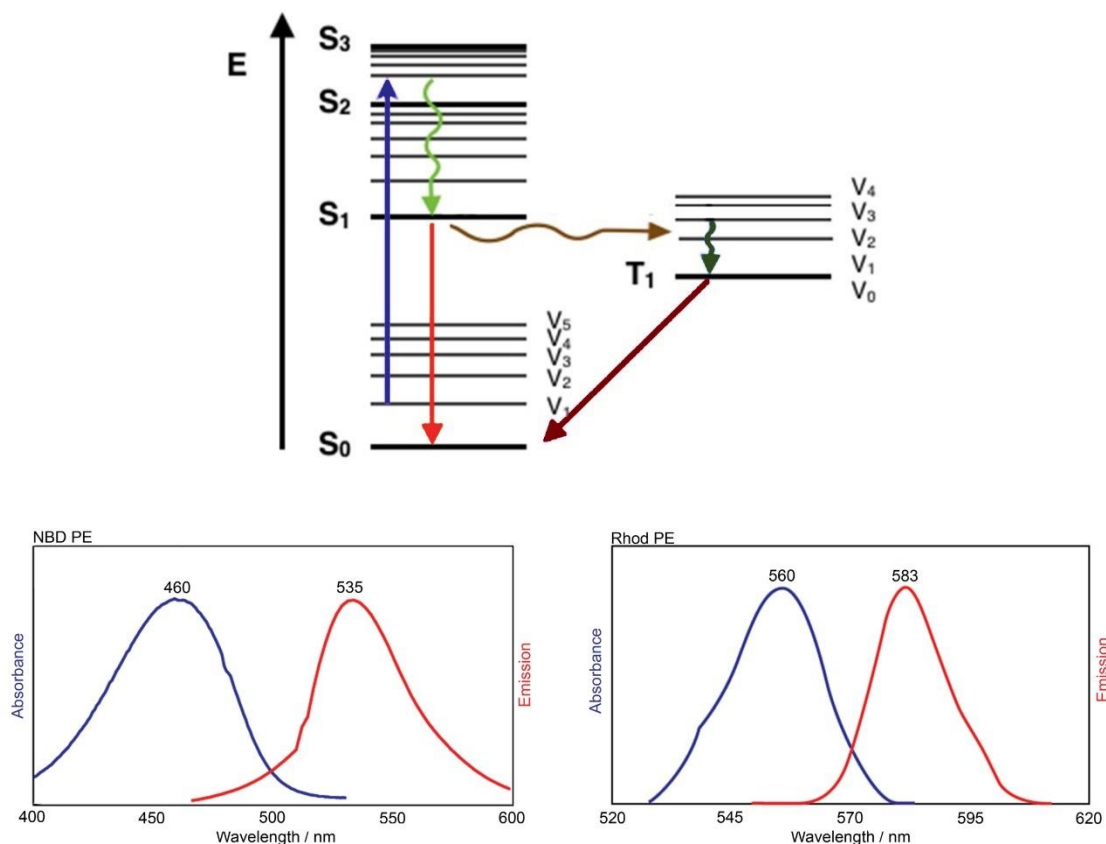 E
S₃
S₂
S₁
S₀
V₅
V₄
V₃
V₂
V₁
T₁
V₄
V₃
V₂
V₁
V₀
NBD PE
460
535
Absorbance
Emission
400
450
500
550
600
Wavelength / nm
Rhod PE
560
583
Absorbance
Emission
520
545
570
595
620
Wavelength / nm